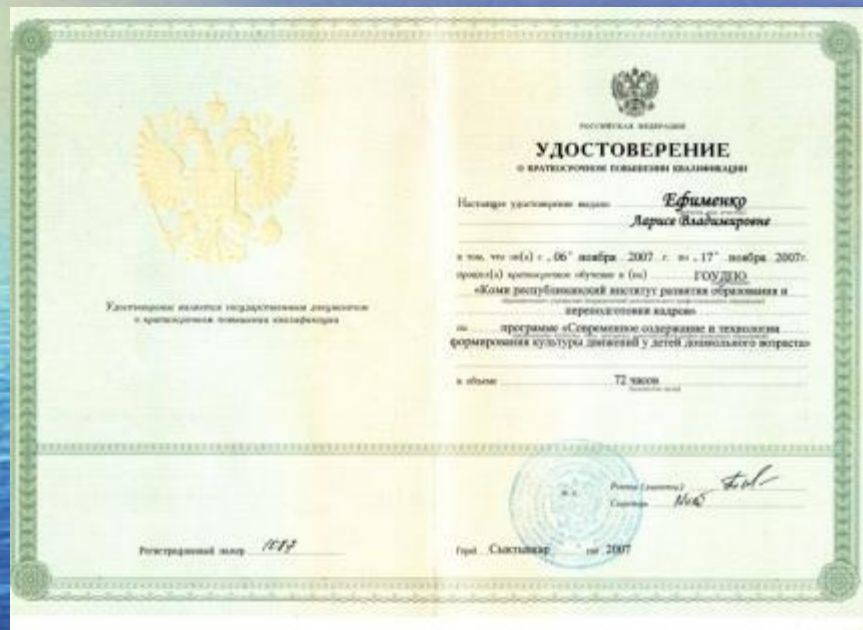 Удостоверение является государственным документом
о краткосрочном повышении квалификации
Регистрационный номер
РОССИЙСКАЯ ФЕДЕРАЦИЯ
УДОСТОВЕРЕНИЕ
О КРАТКОСРОЧНОМ ПОВЫШЕНИИ КВАЛИФИКАЦИИ
Настоящее удостоверение выдано Ефименко
Ларисе Владимировне
в том, что он(а) с „06" ноября 2007 г. по „17" ноября 2007г.
прошел(а) краткосрочное обучение в (на) ГОУДПО
«Коми республиканский институт развития образования и
переподготовки кадров»
по программе «Современное содержание и технологии
формирования культуры движений у детей дошкольного возраста»
в объеме 72 часов
М. П.
Ректор (директор)
Секретарь
Город Сыктывкар год 2007